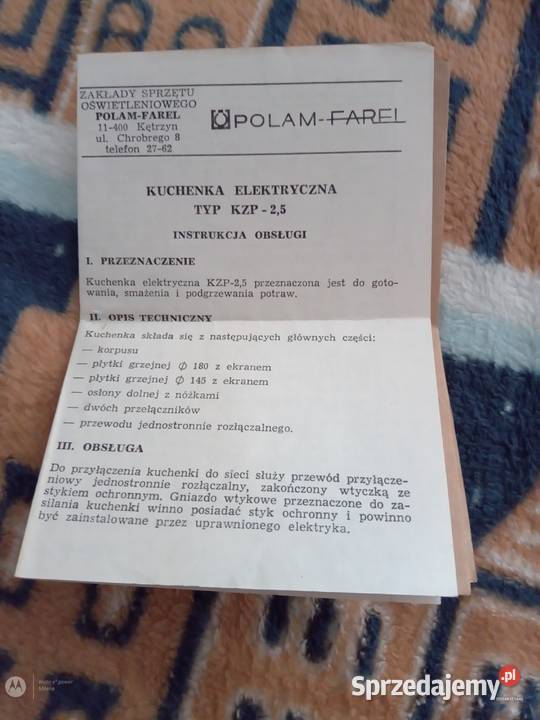 ZAKŁADY SPRZĘTU
OŚWIETLENIOWEGO
POLAM-FAREL
11-400 Kętrzyn
ul. Chrobrego 8
telefon 27-62
POLAM-FAREL
KUCHENKA ELEKTRYCZNA
TYP KZP - 2,5
INSTRUKCJA OBSŁUGI
I. PRZEZNACZENIE
Kuchenka elektryczna KZP-2,5 przeznaczona jest do goto-
wania, smażenia i podgrzewania potraw.
II. OPIS TECHNICZNY
Kuchenka składa się z następujących głównych części:
— korpusu
— płytki grzejnej ∅ 180 z ekranem
— płytki grzejnej ∅ 145 z ekranem
— osłony dolnej z nóżkami
— dwóch przełączników
— przewodu jednostronnie rozłączalnego.
III. OBSŁUGA
Do przyłączenia kuchenki do sieci służy przewód przyłącze-
niowy jednostronnie rozłączalny, zakończony wtyczką ze
stykiem ochronnym. Gniazdo wtykowe przeznaczone do za-
silania kuchenki winno posiadać styk ochronny i powinno
być zainstalowane przez uprawnionego elektryka.
Sprzedajemy.pl